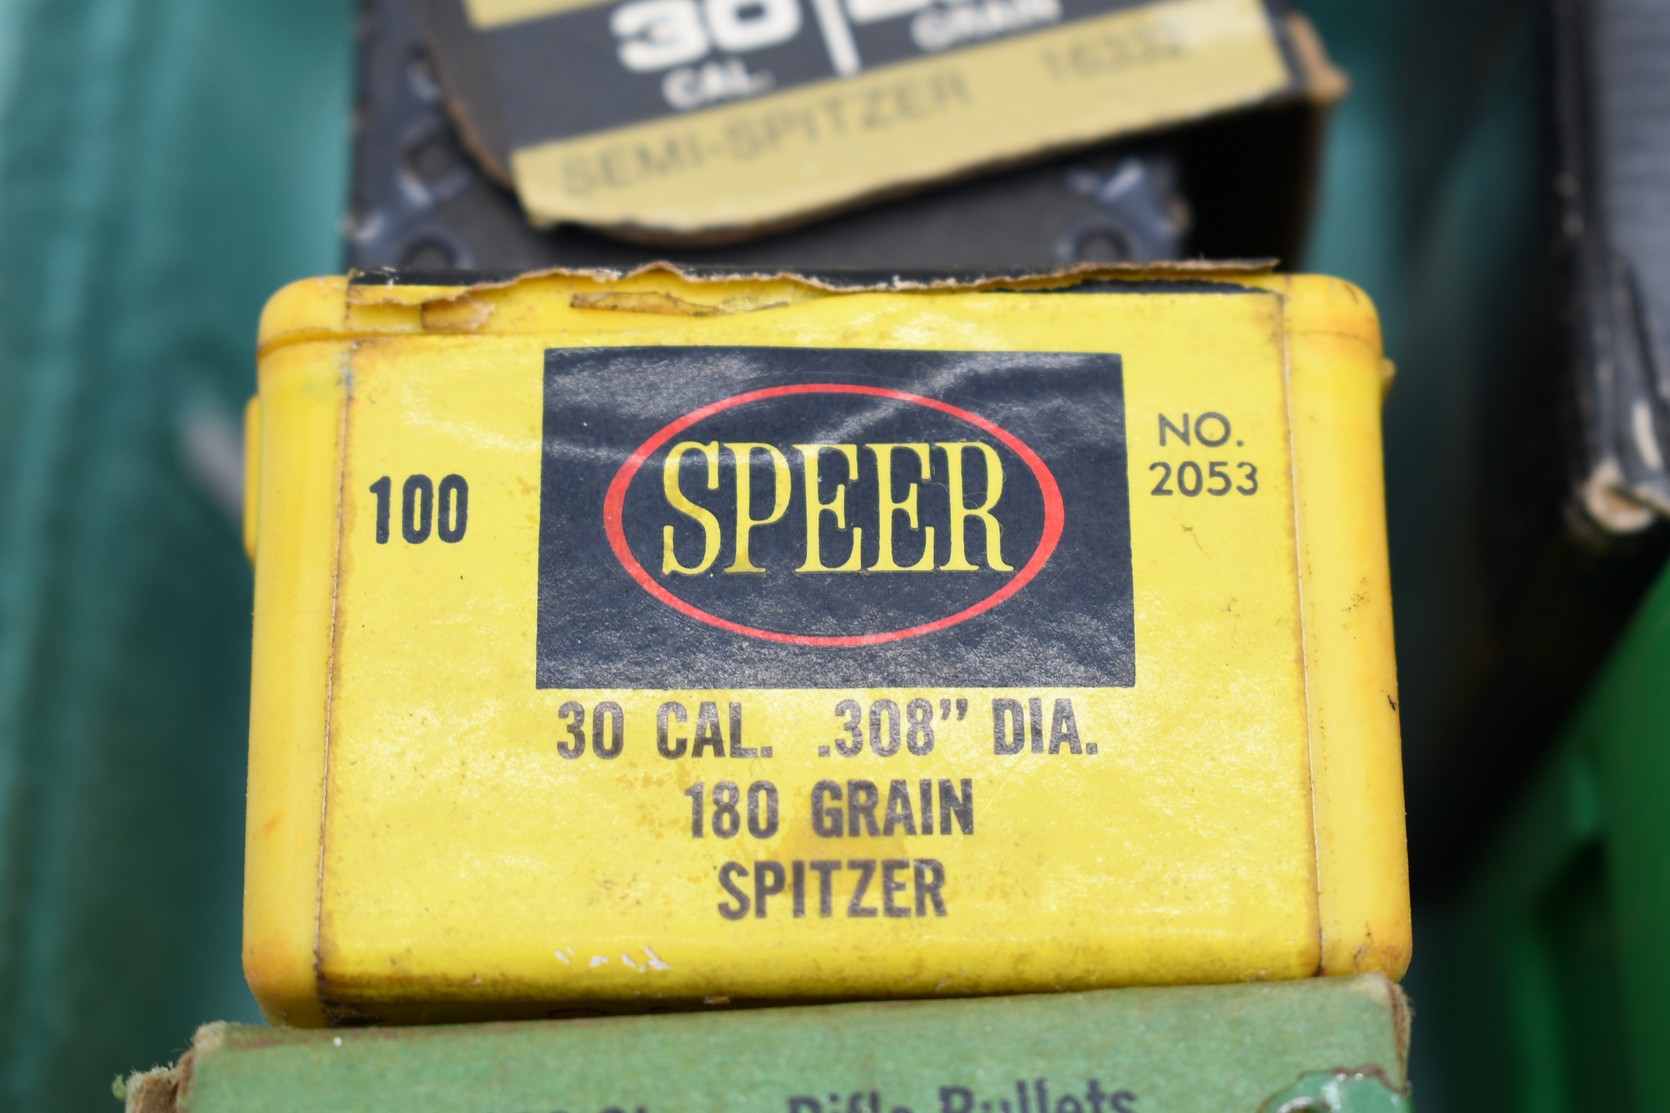 30
CAL.
GRAIN
SEMI-SPITZER
100
SPEER
NO.
2053
30 CAL. .308” DIA.
180 GRAIN
SPITZER
Rifle Bullets